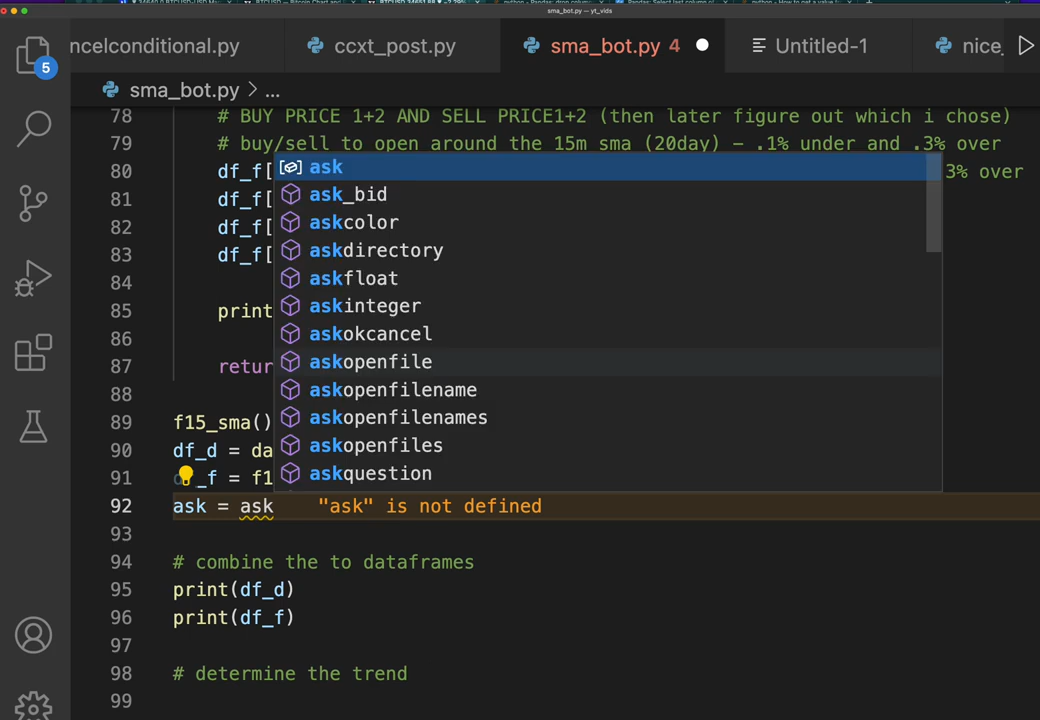 sma_bot.py — yt_vids
ncelconditional.py
ccxt_post.py
sma_bot.py 4
Untitled-1
nice_
5
sma_bot.py > ...
78 # BUY PRICE 1+2 AND SELL PRICE1+2 (then later figure out which i chose)
79 # buy/sell to open around the 15m sma (20day) - .1% under and .3% over
80 df_f[ 3% over
81 df_f[
82 df_f[
83 df_f[
ask
ask_bid
askcolor
askdirectory
askfloat
askinteger
askokcancel
askopenfile
askopenfilename
askopenfilenames
askopenfiles
askquestion
84
85 print
86
87 retur
88
89 f15_sma()
90 df_d = da
91 _f = f1
92 ask = ask "ask" is not defined
93
94 # combine the to dataframes
95 print(df_d)
96 print(df_f)
97
98 # determine the trend
99